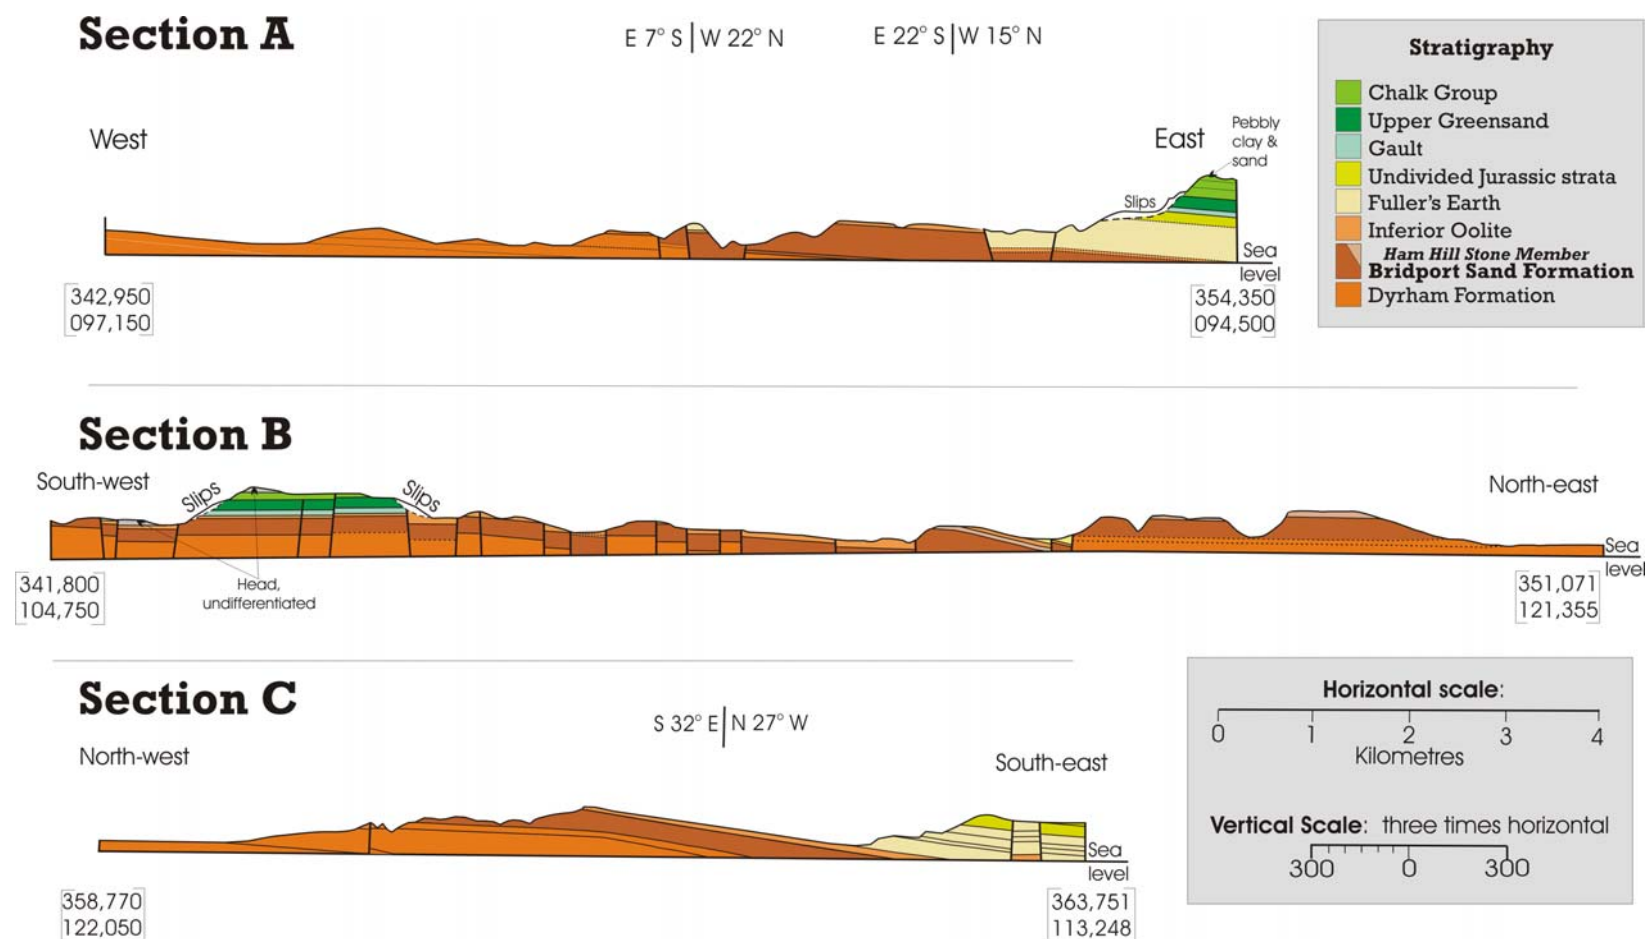 Section A
E 7° S | W 22° N
E 22° S | W 15° N
West
East
Pebbly
clay &
sand
Slips
Sea
level
342,950
097,150
354,350
094,500
Stratigraphy
Chalk Group
Upper Greensand
Gault
Undivided Jurassic strata
Fuller's Earth
Inferior Oolite
Ham Hill Stone Member
Bridport Sand Formation
Dyrham Formation
Section B
South-west
Slips
Slips
North-east
Head,
undifferentiated
Sea
level
341,800
104,750
351,071
121,355
Section C
S 32° E | N 27° W
North-west
South-east
Sea
level
358,770
122,050
363,751
113,248
Horizontal scale:
0 1 2 3 4
Kilometres
Vertical Scale: three times horizontal
300 0 300